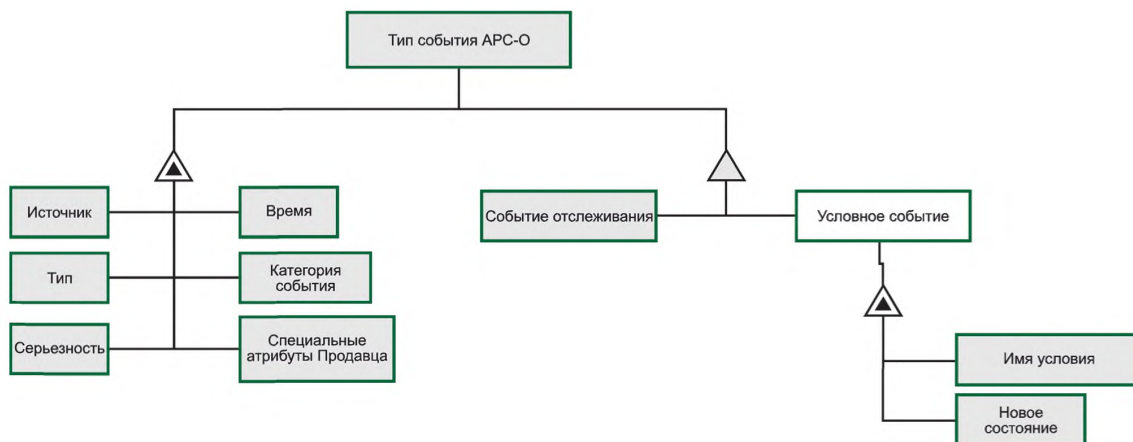 Тип события АРС-О
Источник
Время
Событие отслеживания
Условное событие
Тип
Категория
события
Серьезность
Специальные
атрибуты Продавца
Имя условия
Новое
состояние